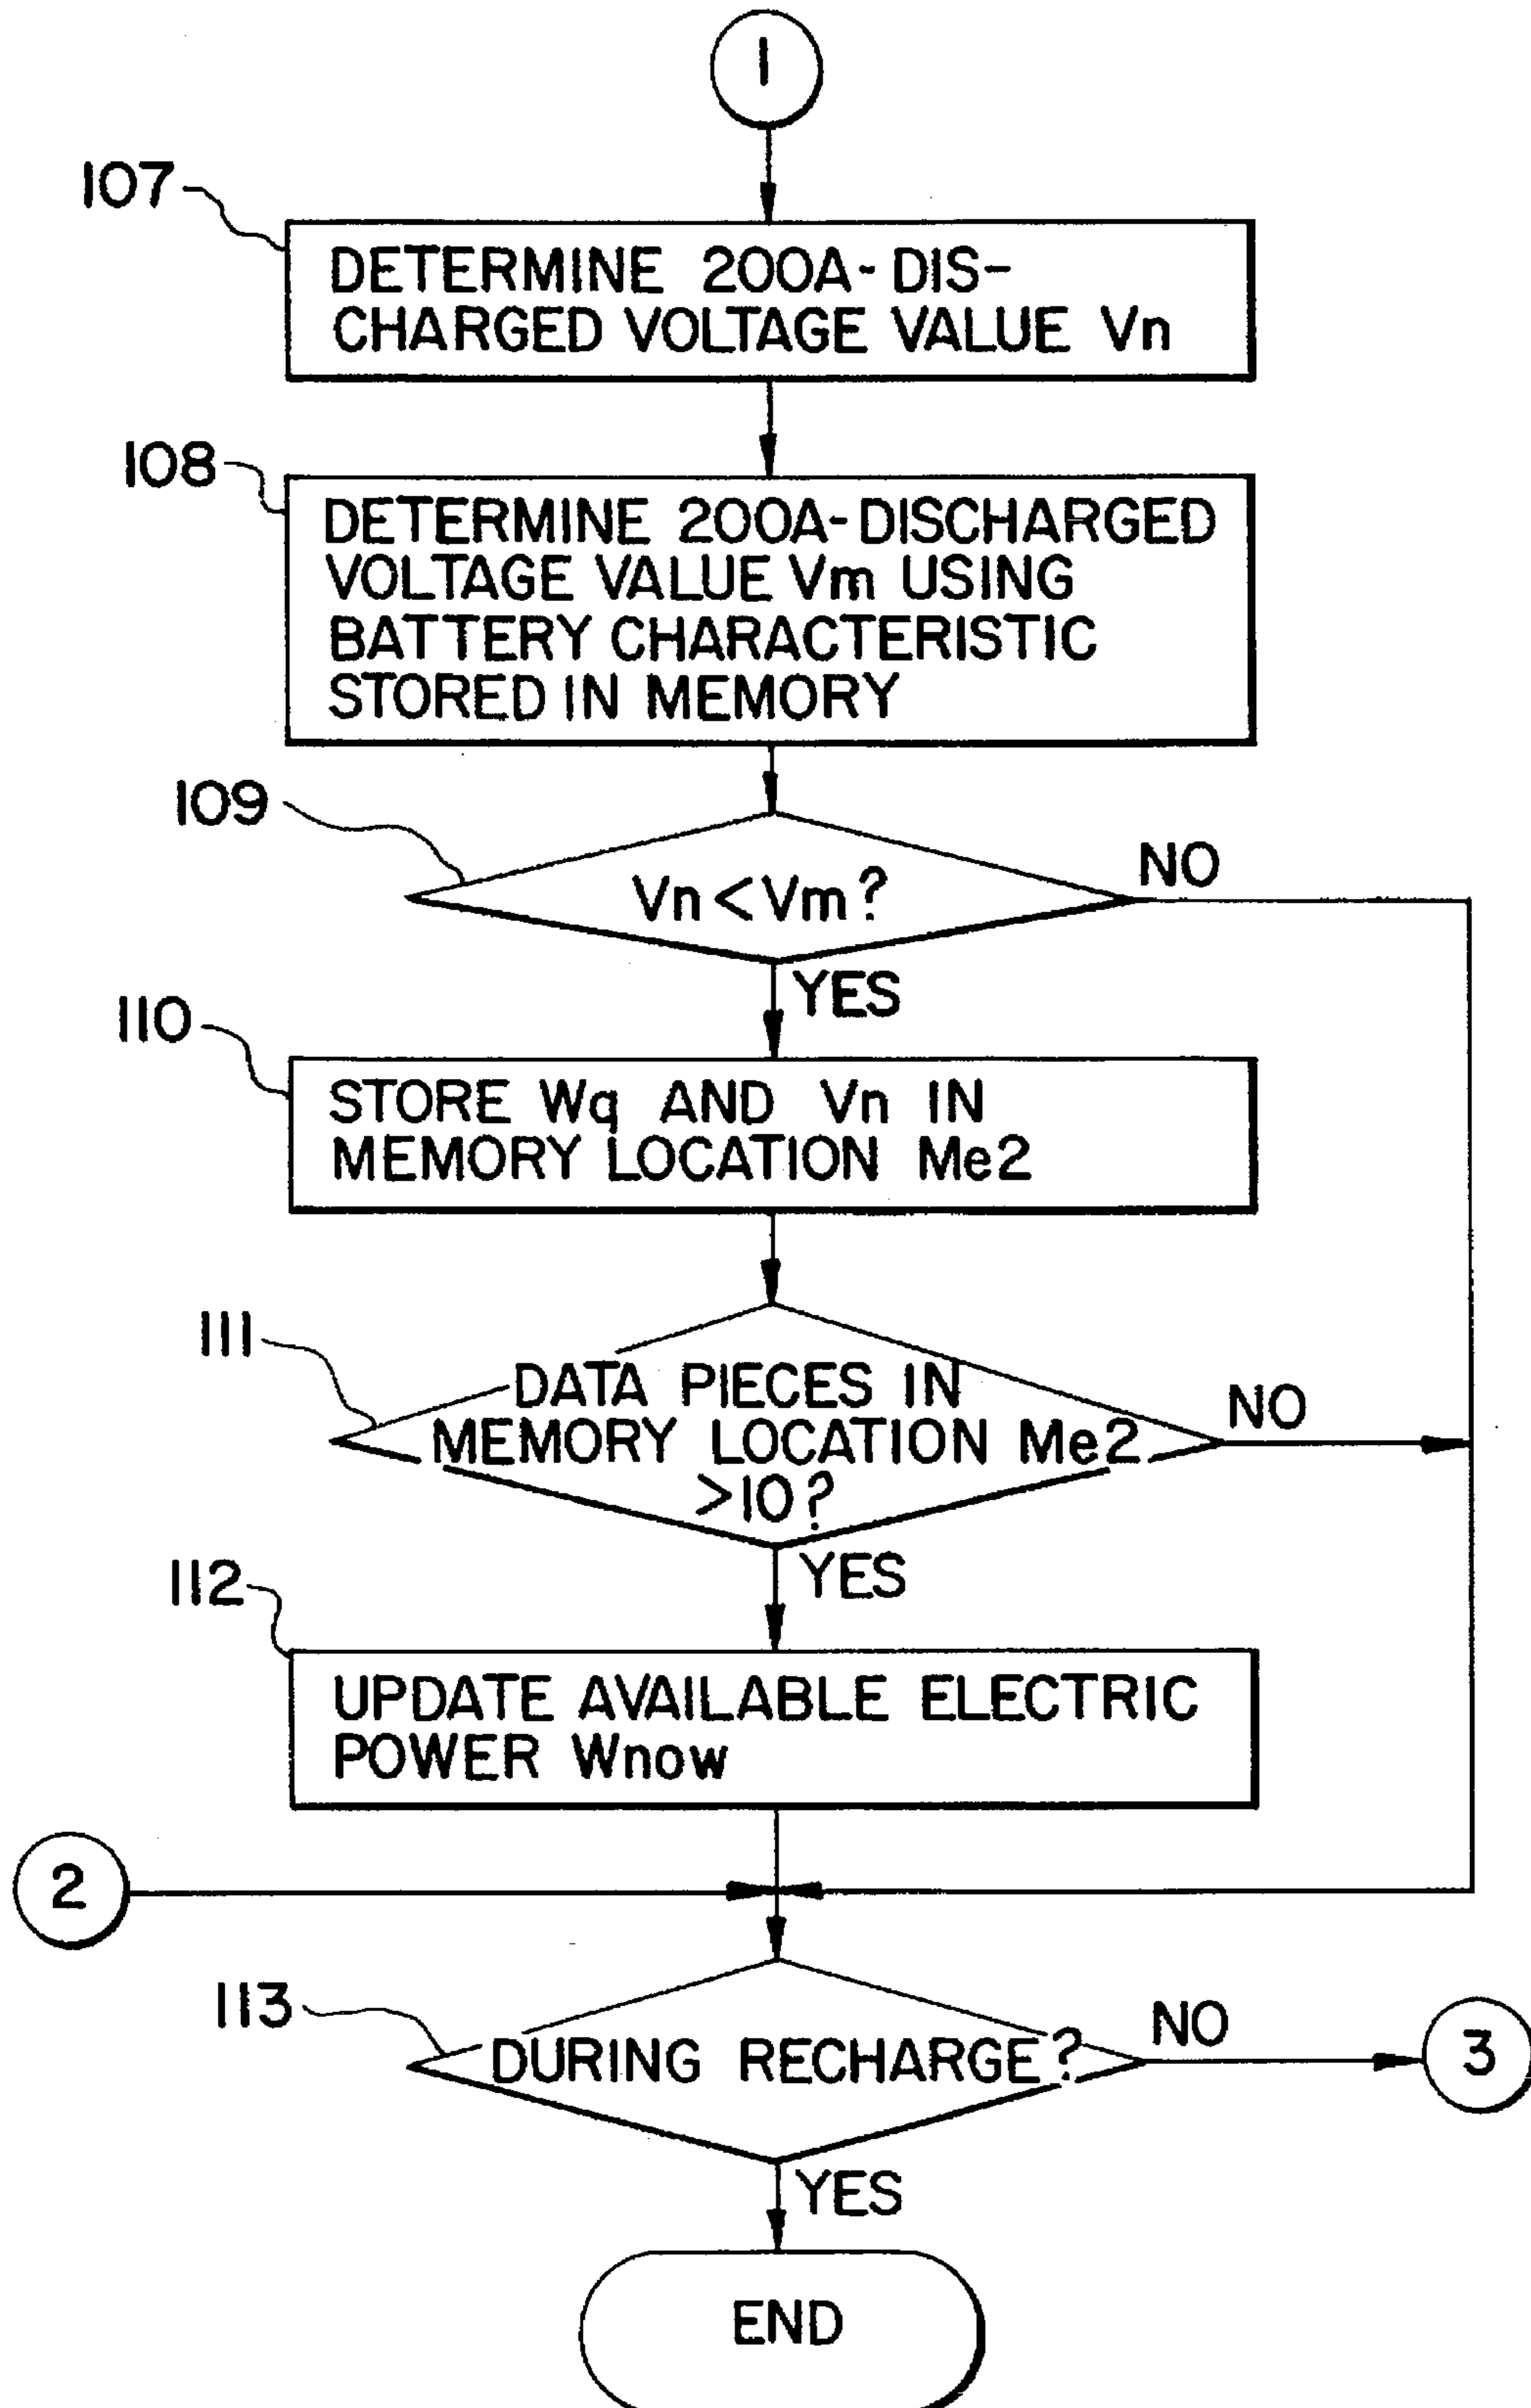 1
107
DETERMINE 200A-DIS-
CHARGED VOLTAGE VALUE Vn
108
DETERMINE 200A-DISCHARGED
VOLTAGE VALUE Vm USING
BATTERY CHARACTERISTIC
STORED IN MEMORY
109
Vn<Vm?
NO
YES
110
STORE Wq AND Vn IN
MEMORY LOCATION Me2
111
DATA PIECES IN
MEMORY LOCATION Me2
>10?
NO
YES
112
UPDATE AVAILABLE ELECTRIC
POWER Wnow
2
113
DURING RECHARGE?
NO
3
YES
END